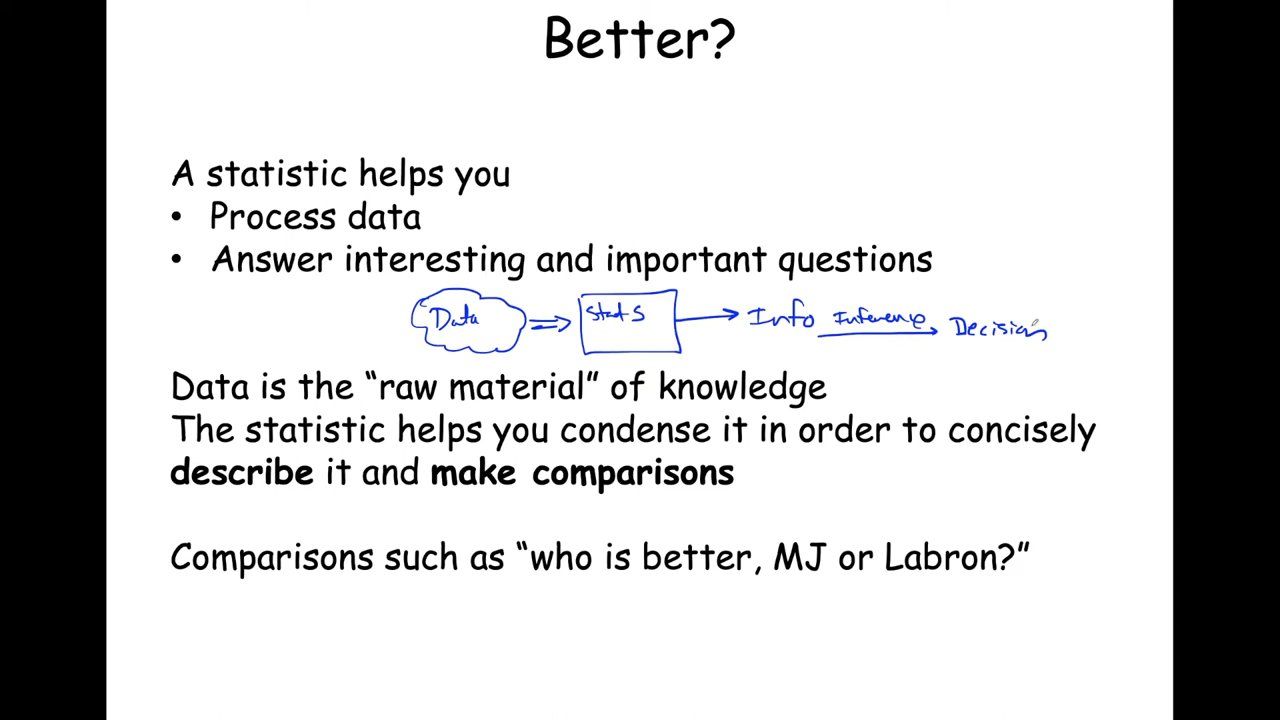 Better?
A statistic helps you
• Process data
• Answer interesting and important questions
Data Stats Info Inference Decisions
Data is the “raw material” of knowledge
The statistic helps you condense it in order to concisely
describe it and make comparisons
Comparisons such as “who is better, MJ or Labron?”